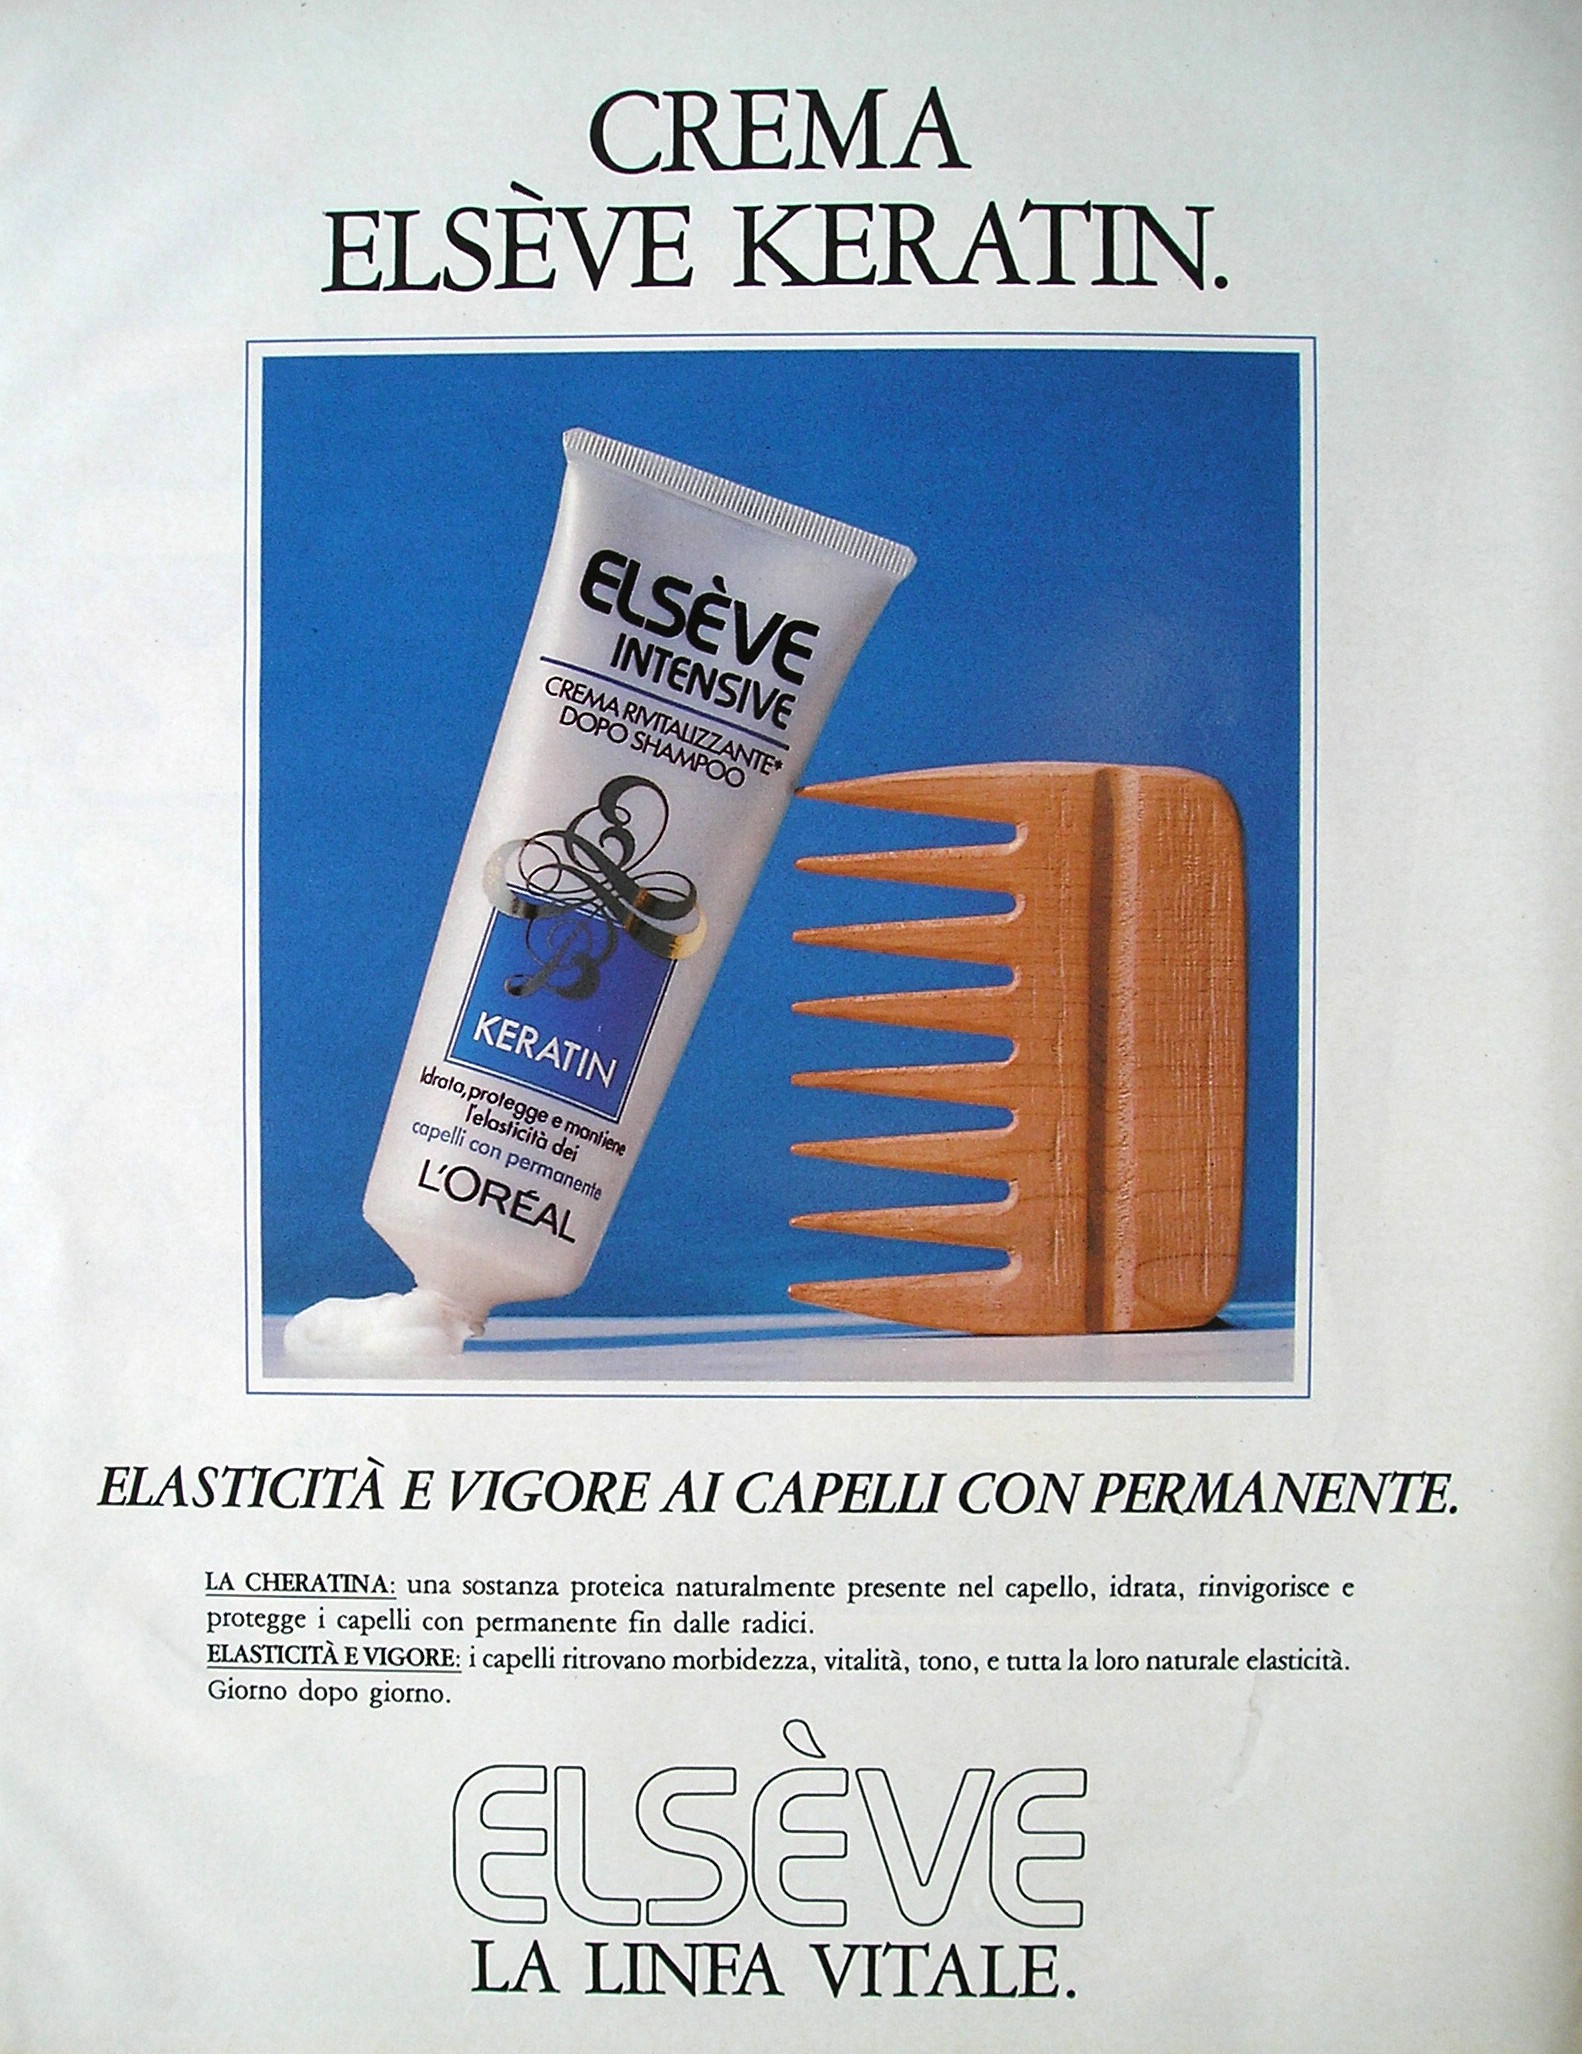 CREMA
ELSÈVE KERATIN.
ELSÈVE
INTENSIVE
CREMA RIVITALIZZANTE*
DOPO SHAMPOO
KERATIN
Idrata, protegge e mantiene
l'elasticità dei
capelli con permanente
L'ORÉAL
ELASTICITÀ E VIGORE AI CAPELLI CON PERMANENTE.
LA CHERATINA: una sostanza proteica naturalmente presente nel capello, idrata, rinvigorisce e
protegge i capelli con permanente fin dalle radici.
ELASTICITÀ E VIGORE: i capelli ritrovano morbidezza, vitalità, tono, e tutta la loro naturale elasticità.
Giorno dopo giorno.
ELSÈVE
LA LINFA VITALE.